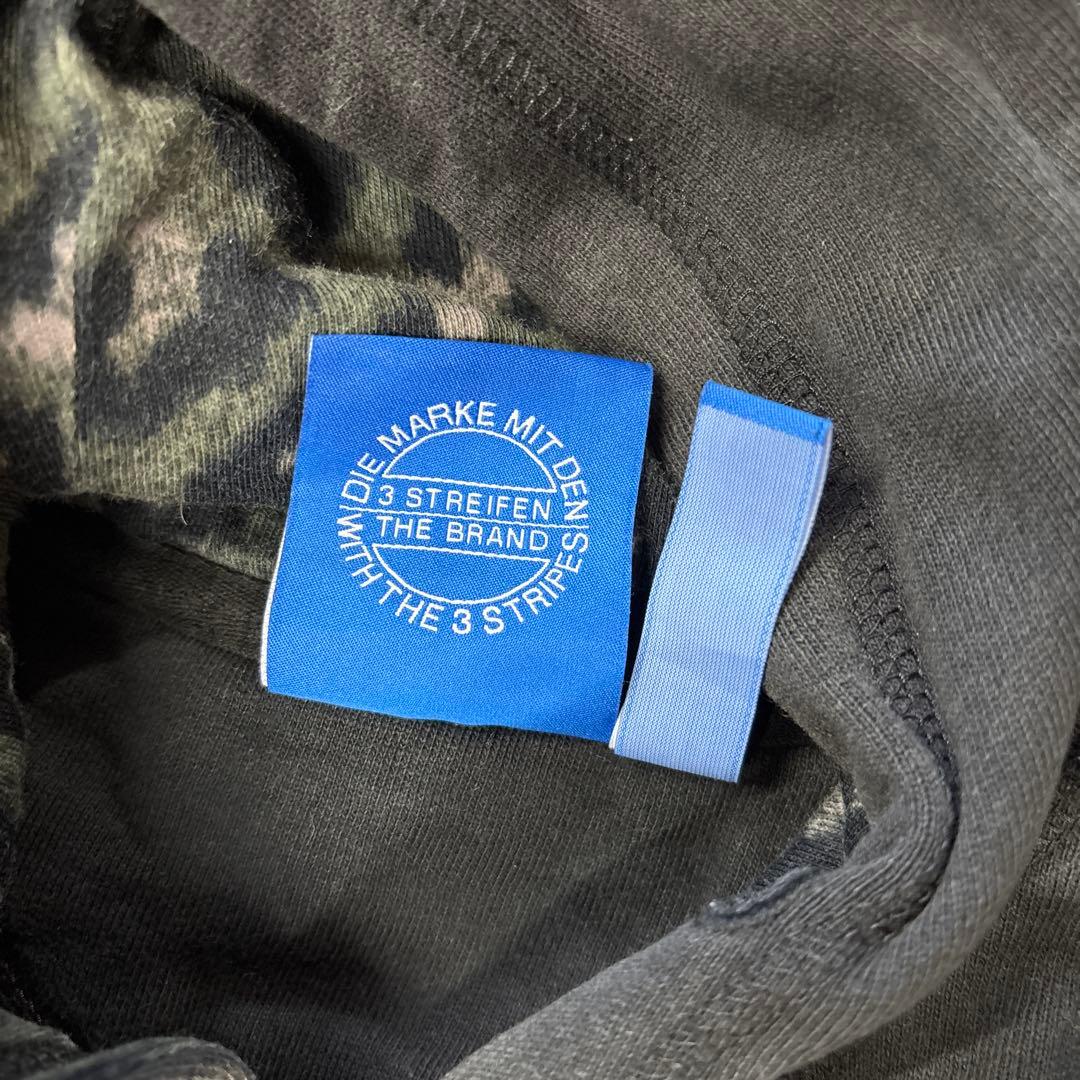 DIE MARKE MIT DEN
3 STREIFEN
THE BRAND
WITH THE 3 STRIPES